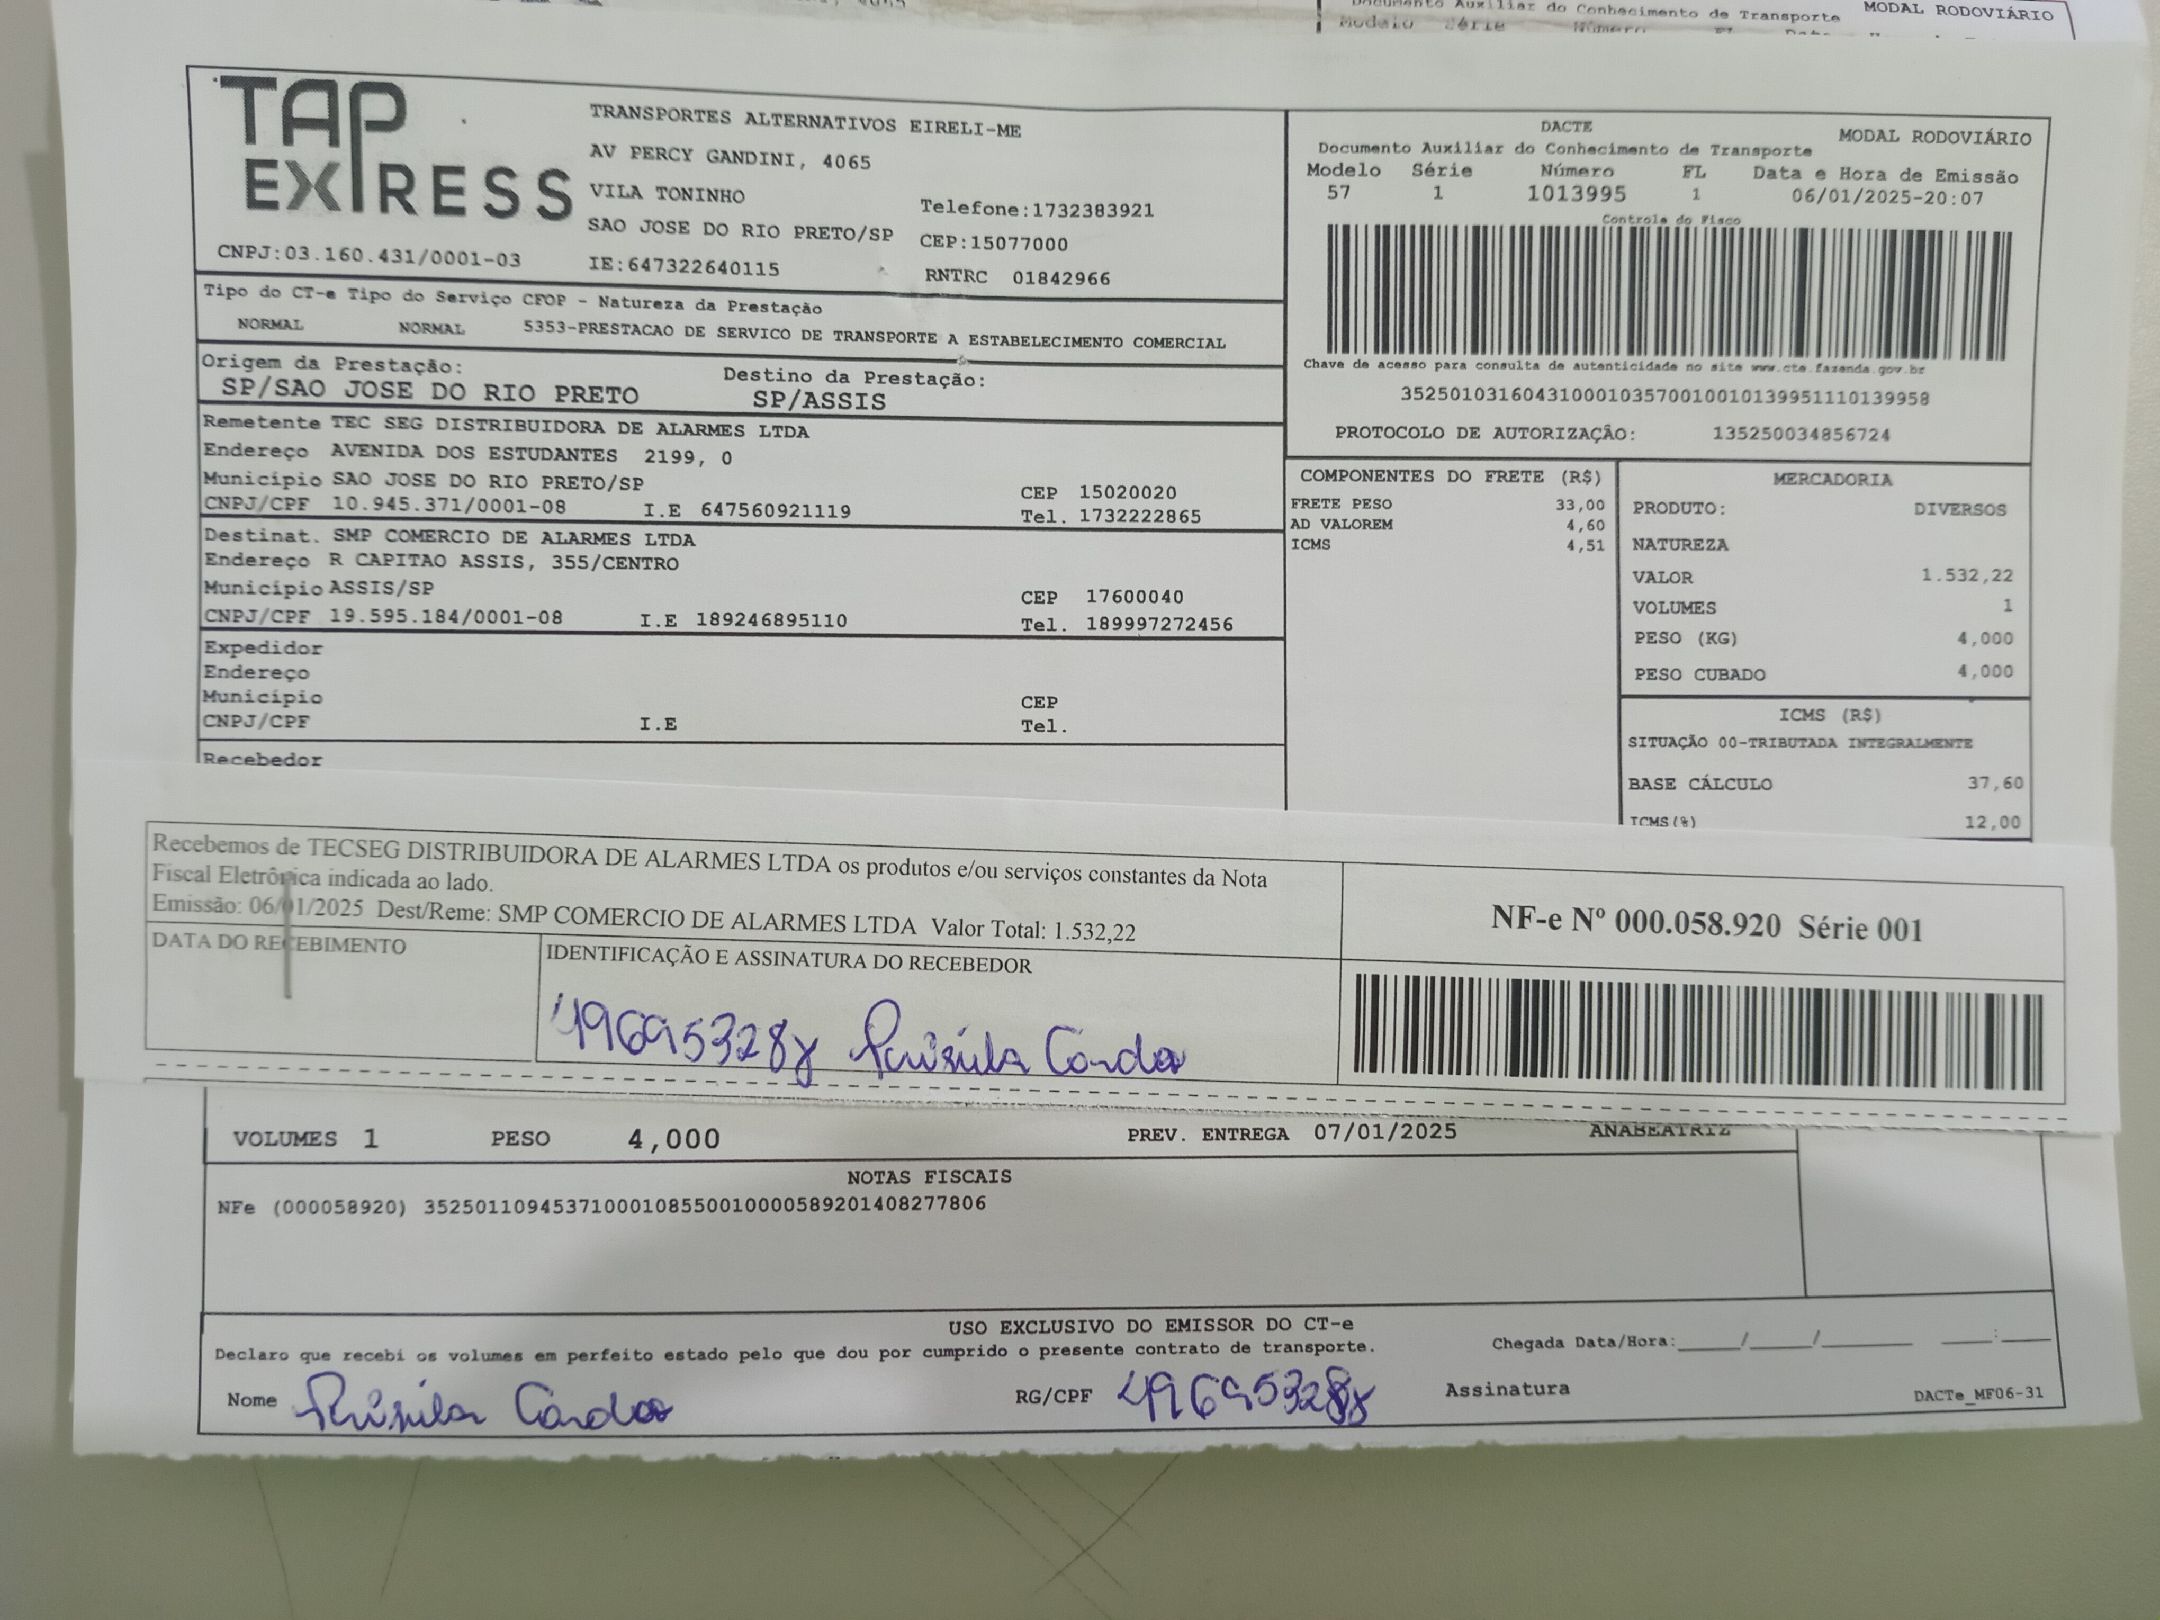 Documento Auxiliar do Conhecimento de Transporte MODAL RODOVIÁRIO
Modelo Série Número
TAP EXPRESS
TRANSPORTES ALTERNATIVOS EIRELI-ME
AV PERCY GANDINI, 4065
VILA TONINHO
Telefone:1732383921
SAO JOSE DO RIO PRETO/SP CEP:15077000
CNPJ:03.160.431/0001-03 IE:647322640115 RNTRC 01842966
DACTE MODAL RODOVIÁRIO
Documento Auxiliar do Conhecimento de Transporte
Modelo Série Número FL Data e Hora de Emissão
57 1 1013995 1 06/01/2025-20:07
Controle do Fisco
Chave de acesso para consulta de autenticidade no site www.cte.fazenda.gov.br
35250103160431000103570010010139951110139958
PROTOCOLO DE AUTORIZAÇÃO: 135250034856724
Tipo do CT-e Tipo do Serviço CFOP - Natureza da Prestação
NORMAL NORMAL 5353-PRESTACAO DE SERVICO DE TRANSPORTE A ESTABELECIMENTO COMERCIAL
Origem da Prestação: Destino da Prestação:
SP/SAO JOSE DO RIO PRETO SP/ASSIS
Remetente TEC SEG DISTRIBUIDORA DE ALARMES LTDA
Endereço AVENIDA DOS ESTUDANTES 2199, 0
Município SAO JOSE DO RIO PRETO/SP CEP 15020020
CNPJ/CPF 10.945.371/0001-08 I.E 647560921119 Tel. 1732222865
Destinat. SMP COMERCIO DE ALARMES LTDA
Endereço R CAPITAO ASSIS, 355/CENTRO
Município ASSIS/SP CEP 17600040
CNPJ/CPF 19.595.184/0001-08 I.E 189246895110 Tel. 189997272456
Expedidor
Endereço
Município CEP
CNPJ/CPF I.E Tel.
Recebedor
COMPONENTES DO FRETE (R$)
FRETE PESO 33,00
AD VALOREM 4,60
ICMS 4,51
MERCADORIA
PRODUTO: DIVERSOS
NATUREZA
VALOR 1.532,22
VOLUMES 1
PESO (KG) 4,000
PESO CUBADO 4,000
ICMS (R$)
SITUAÇÃO 00-TRIBUTADA INTEGRALMENTE
BASE CÁLCULO 37,60
ICMS(%) 12,00
Recebemos de TECSEG DISTRIBUIDORA DE ALARMES LTDA os produtos e/ou serviços constantes da Nota
Fiscal Eletrônica indicada ao lado.
Emissão: 06/01/2025 Dest/Reme: SMP COMERCIO DE ALARMES LTDA Valor Total: 1.532,22
DATA DO RECEBIMENTO IDENTIFICAÇÃO E ASSINATURA DO RECEBEDOR
NF-e Nº 000.058.920 Série 001
VOLUMES 1 PESO 4,000 PREV. ENTREGA 07/01/2025 ANABEATRIZ
NOTAS FISCAIS
NFe (000058920) 35250110945371000108550010000589201408277806
USO EXCLUSIVO DO EMISSOR DO CT-e
Declaro que recebi os volumes em perfeito estado pelo que dou por cumprido o presente contrato de transporte.
Chegada Data/Hora:_____/_____/________ ____:____
Nome RG/CPF Assinatura
DACTe_MF06-31